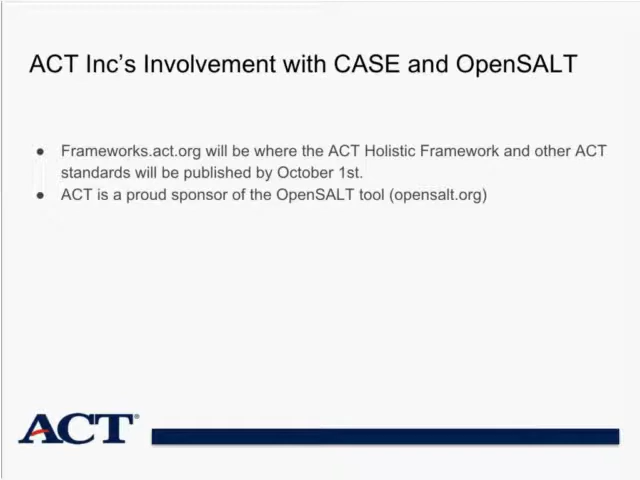 ACT Inc's Involvement with CASE and OpenSALT
● Frameworks.act.org will be where the ACT Holistic Framework and other ACT
standards will be published by October 1st.
● ACT is a proud sponsor of the OpenSALT tool (opensalt.org)
ACT®